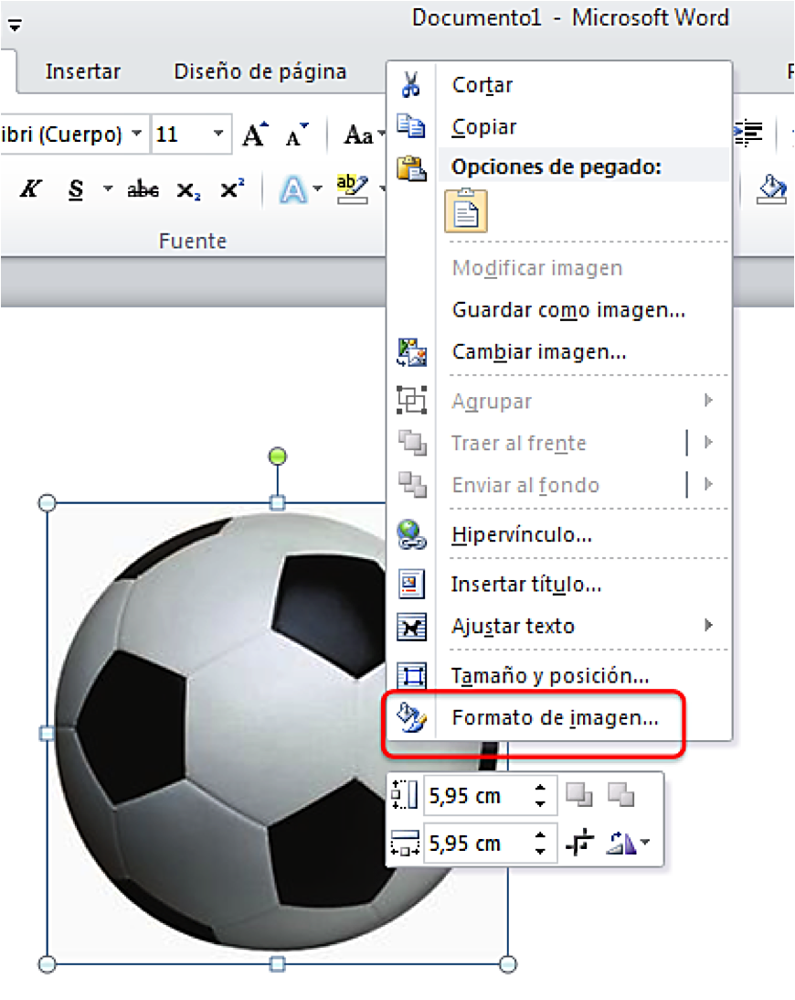 Documento1 - Microsoft Word
Insertar Diseño de página
ibri (Cuerpo) 11 A A Aa
K S abc x₂ x² A ab
Fuente
Cortar
Copiar
Opciones de pegado:
Modificar imagen
Guardar como imagen...
Cambiar imagen...
Agrupar
Traer al frente
Enviar al fondo
Hipervínculo...
Insertar título...
Ajustar texto
Tamaño y posición...
Formato de imagen...
5,95 cm
5,95 cm